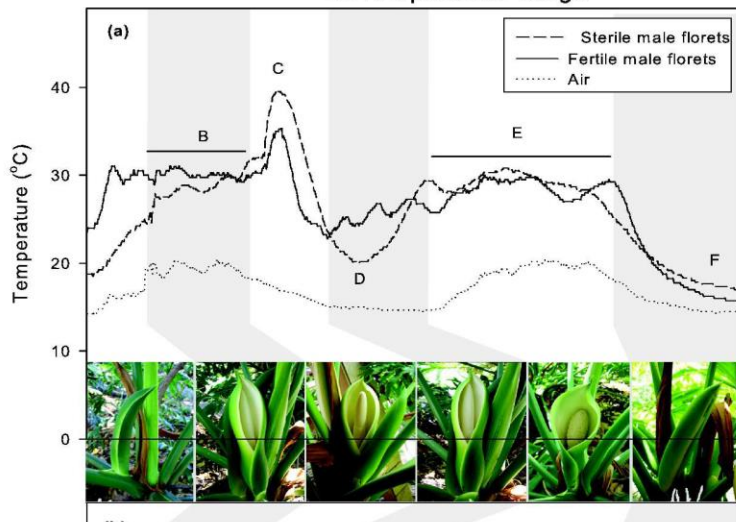 (a)
Sterile male florets
Fertile male florets
Air
C
B
E
D
F
40
30
20
10
0
Temperature (°C)